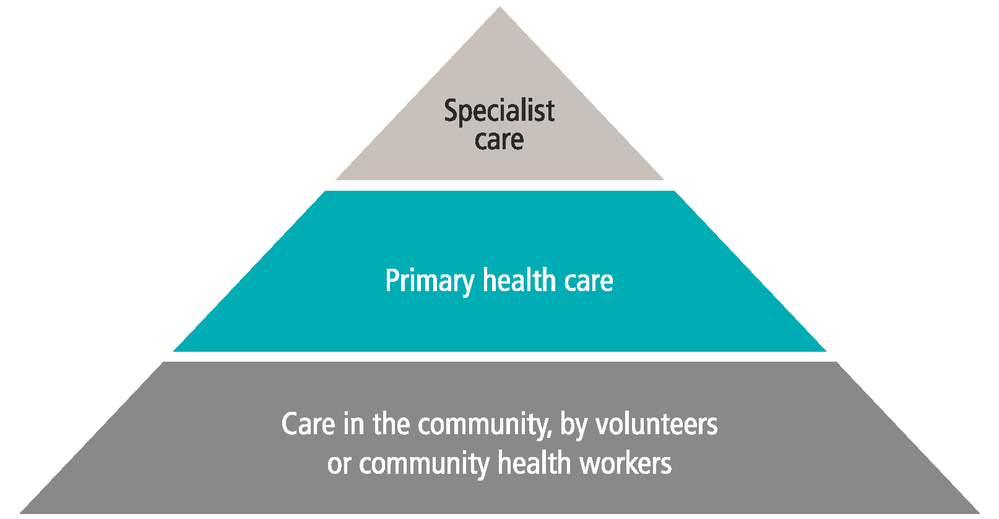 Specialist
care
Primary health care
Care in the community, by volunteers
or community health workers